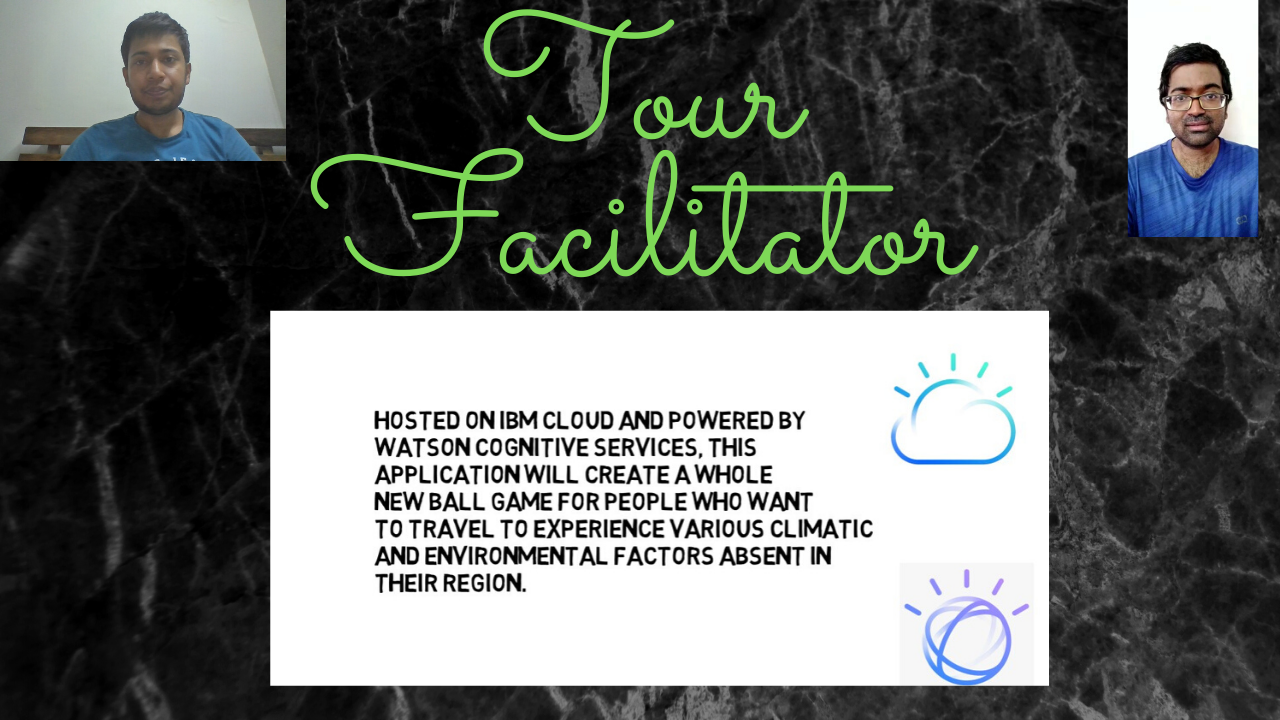 Tour
Facilitator
HOSTED ON IBM CLOUD AND POWERED BY
WATSON COGNITIVE SERVICES, THIS
APPLICATION WILL CREATE A WHOLE
NEW BALL GAME FOR PEOPLE WHO WANT
TO TRAVEL TO EXPERIENCE VARIOUS CLIMATIC
AND ENVIRONMENTAL FACTORS ABSENT IN
THEIR REGION.